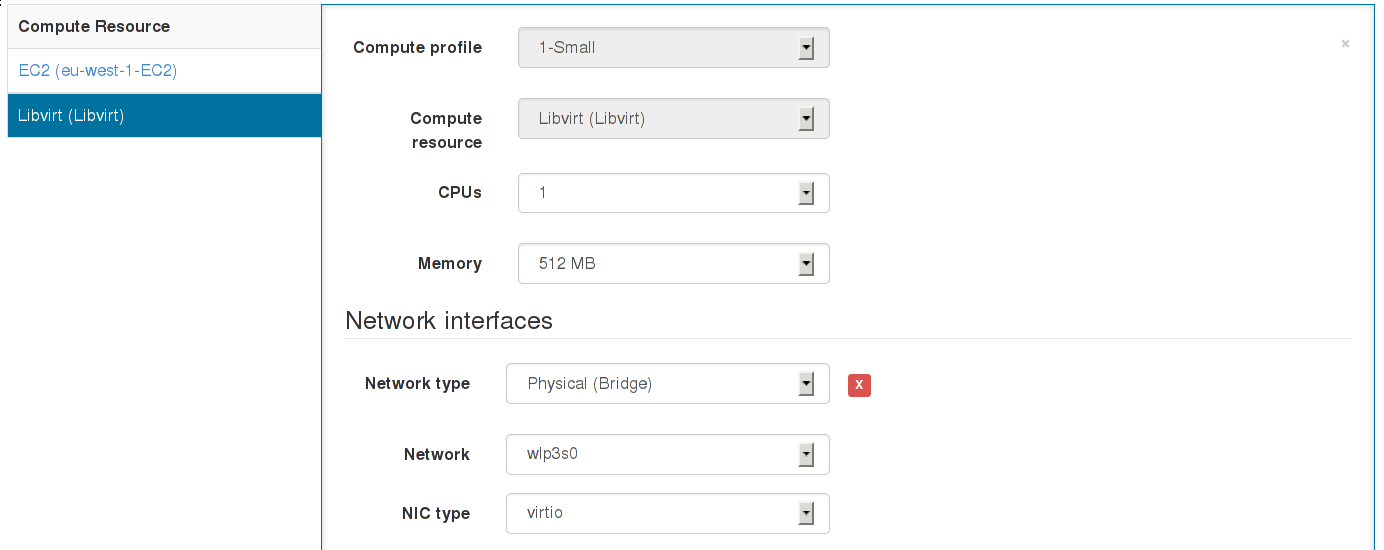 Compute Resource
EC2 (eu-west-1-EC2)
Libvirt (Libvirt)
Compute profile 1-Small ×
Compute resource Libvirt (Libvirt)
CPUs 1
Memory 512 MB
Network interfaces
Network type Physical (Bridge) X
Network wlp3s0
NIC type virtio